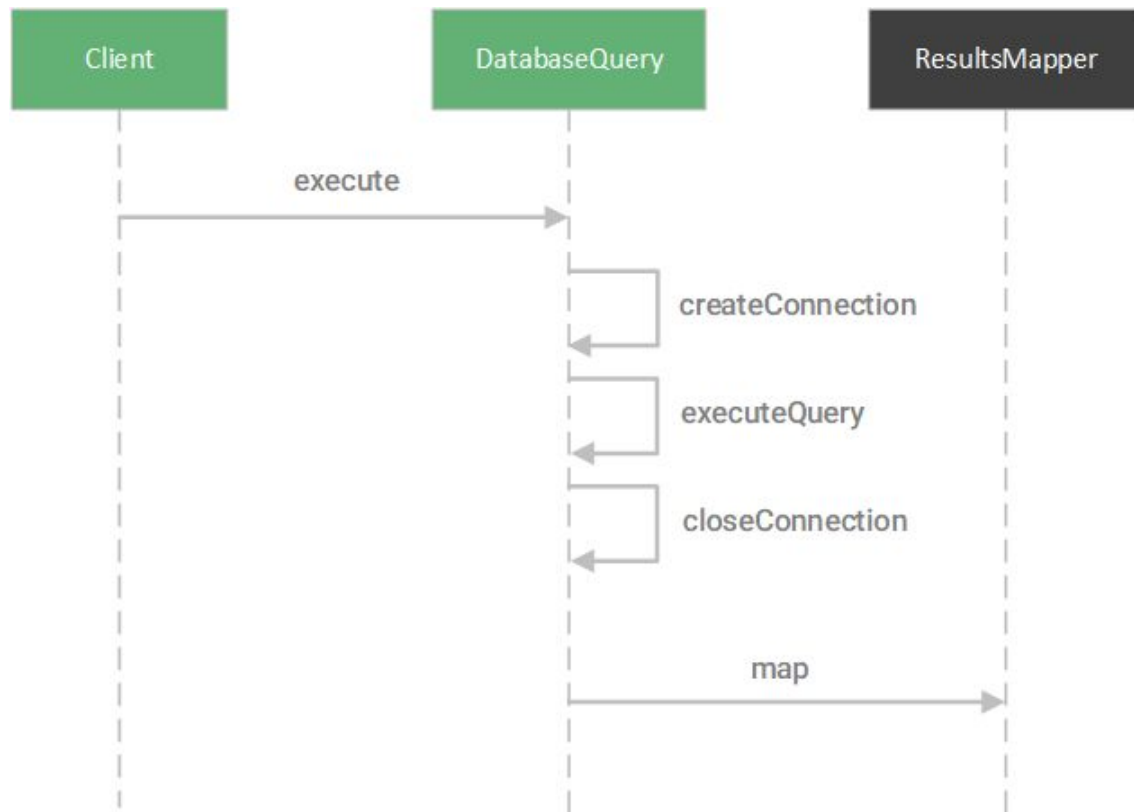 Client
DatabaseQuery
ResultsMapper
execute
createConnection
executeQuery
closeConnection
map